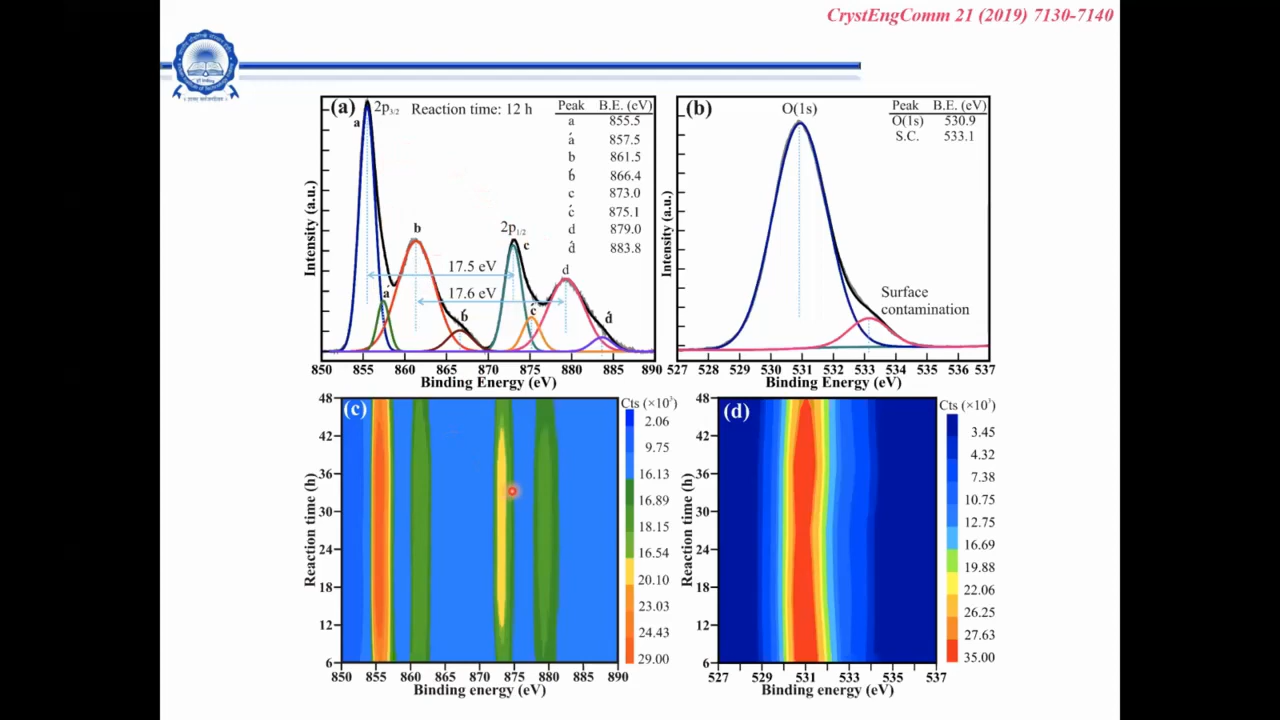 CrystEngComm 21 (2019) 7130-7140
(a) 2p3/2 Reaction time: 12 h
Peak B.E. (eV)
a 855.5
á 857.5
b 861.5
b́ 866.4
c 873.0
ć 875.1
d 879.0
d́ 883.8
a
b
2p1/2
c
d
17.5 eV
17.6 eV
á
b́
ć
d́
Intensity (a.u.)
850 855 860 865 870 875 880 885 890
Binding Energy (eV)
(b) O(1s)
Peak B.E. (eV)
O(1s) 530.9
S.C. 533.1
Surface
contamination
Intensity (a.u.)
527 528 529 530 531 532 533 534 535 536 537
Binding Energy (eV)
(c)
Reaction time (h)
48
42
36
30
24
18
12
6
850 855 860 865 870 875 880 885 890
Binding energy (eV)
Cts (×10³)
2.06
9.75
16.13
16.89
18.15
16.54
20.10
23.03
24.43
29.00
(d)
Reaction time (h)
48
42
36
30
24
18
12
6
527 529 531 533 535 537
Binding energy (eV)
Cts (×10³)
3.45
4.32
7.38
10.75
12.75
16.69
19.88
22.06
26.25
27.63
35.00